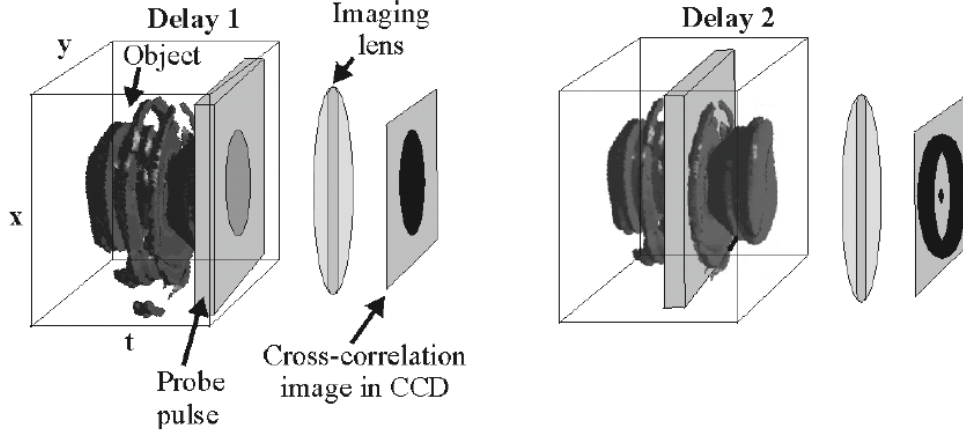 Delay 1
Imaging
lens
Delay 2
y
Object
x
t
Probe
pulse
Cross-correlation
image in CCD